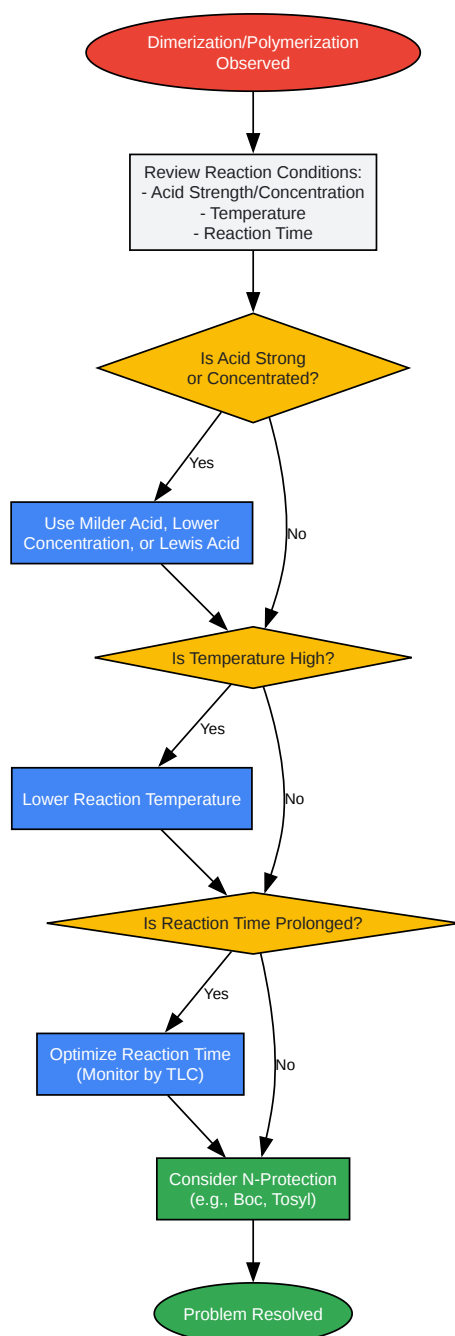 Dimerization/Polymerization
Observed
Review Reaction Conditions:
- Acid Strength/Concentration
- Temperature
- Reaction Time
Is Acid Strong
or Concentrated?
Yes
Use Milder Acid, Lower
Concentration, or Lewis Acid
No
Is Temperature High?
Yes
Lower Reaction Temperature
No
Is Reaction Time Prolonged?
Yes
Optimize Reaction Time
(Monitor by TLC)
No
Consider N-Protection
(e.g., Boc, Tosyl)
Problem Resolved